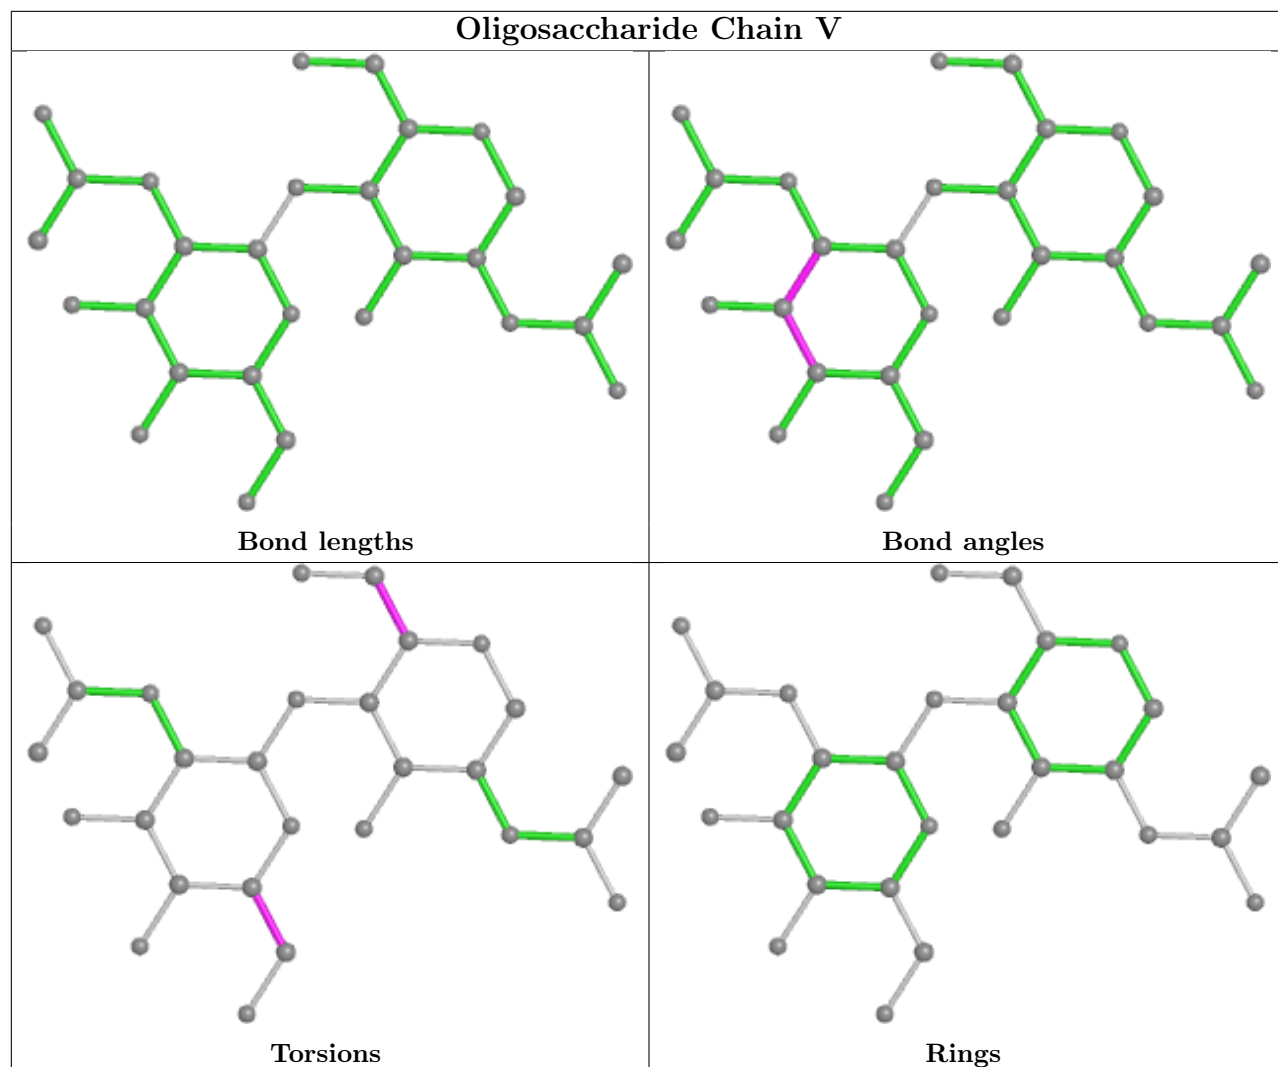 Oligosaccharide Chain V
Bond lengths
Bond angles
Torsions
Rings